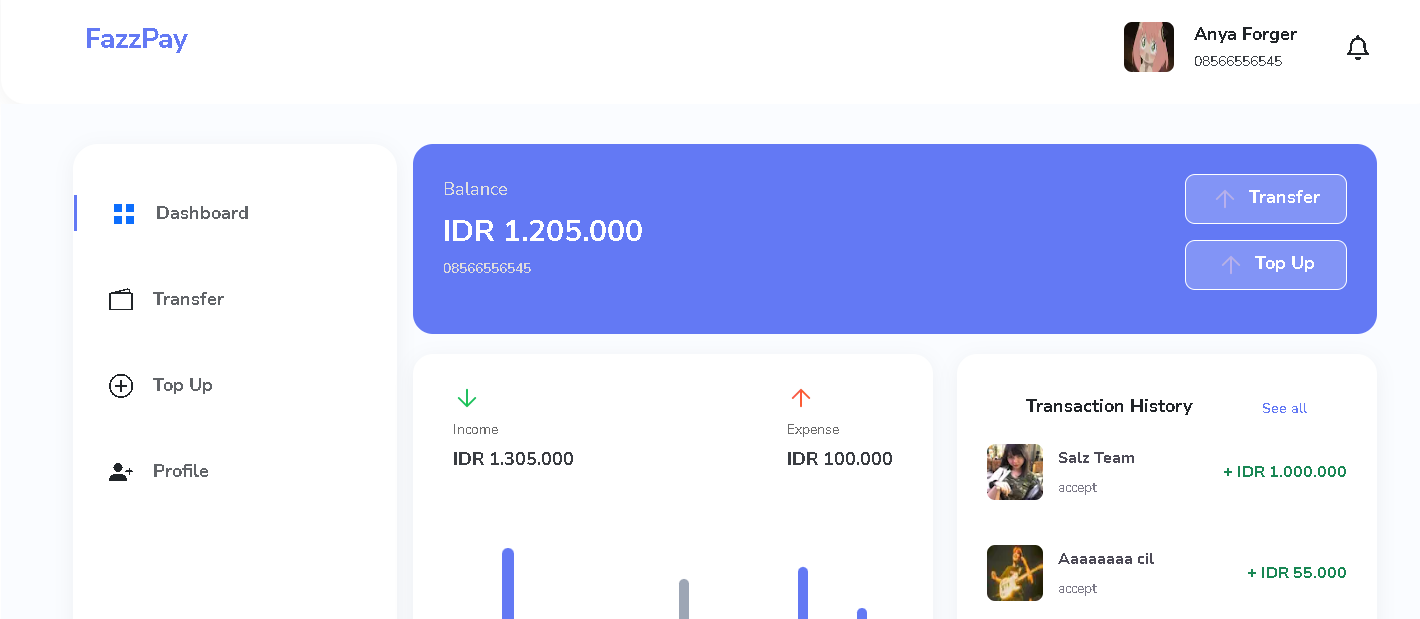 FazzPay
Anya Forger
08566556545
Dashboard
Transfer
Top Up
Profile
Balance
IDR 1.205.000
08566556545
Transfer
Top Up
Income
IDR 1.305.000
Expense
IDR 100.000
Transaction History
See all
Salz Team
accept
+ IDR 1.000.000
Aaaaaaaa cil
accept
+ IDR 55.000